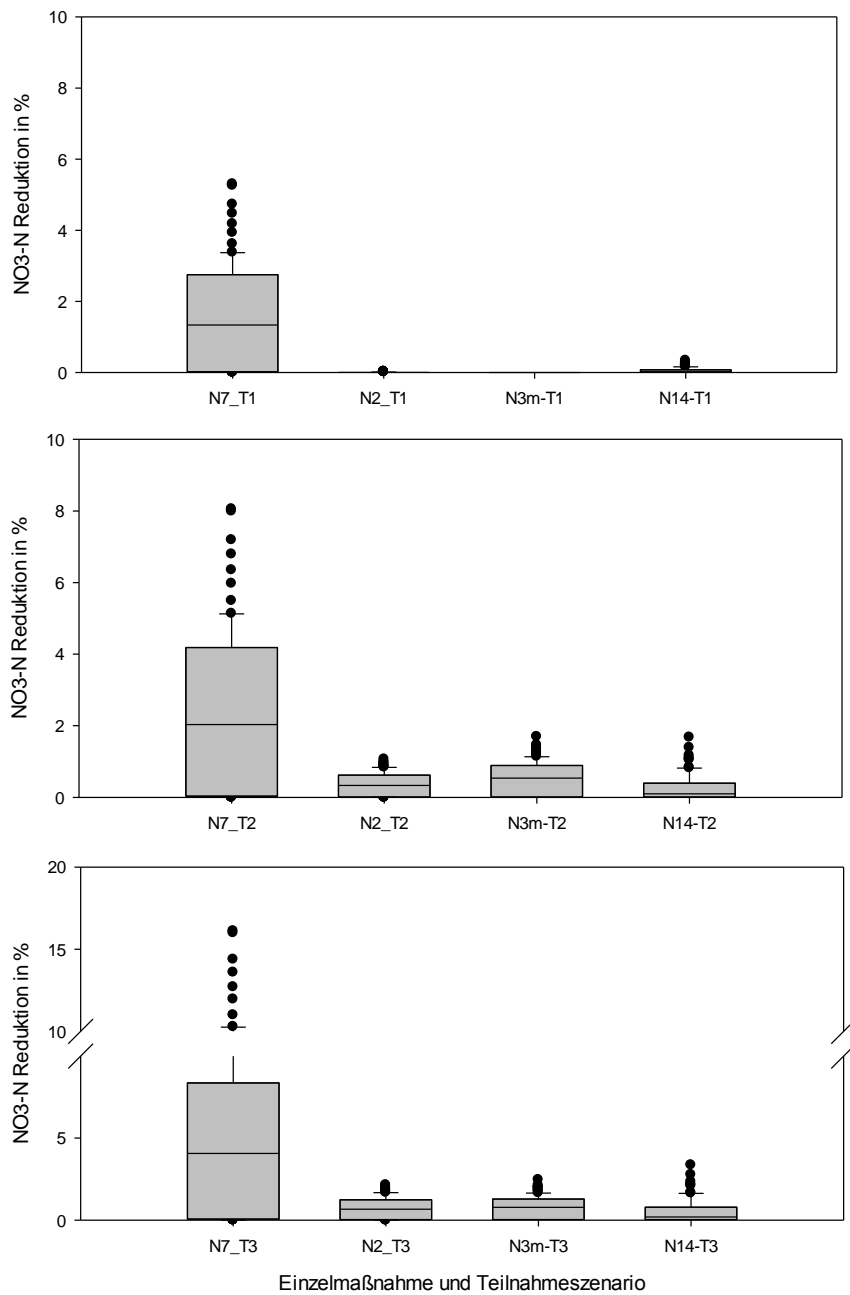 NO3-N Reduktion in %
10
8
6
4
2
0
N7_T1 N2_T1 N3m-T1 N14-T1
NO3-N Reduktion in %
10
8
6
4
2
0
N7_T2 N2_T2 N3m-T2 N14-T2
NO3-N Reduktion in %
20
15
10
5
0
N7_T3 N2_T3 N3m-T3 N14-T3
Einzelmaßnahme und Teilnahmeszenario